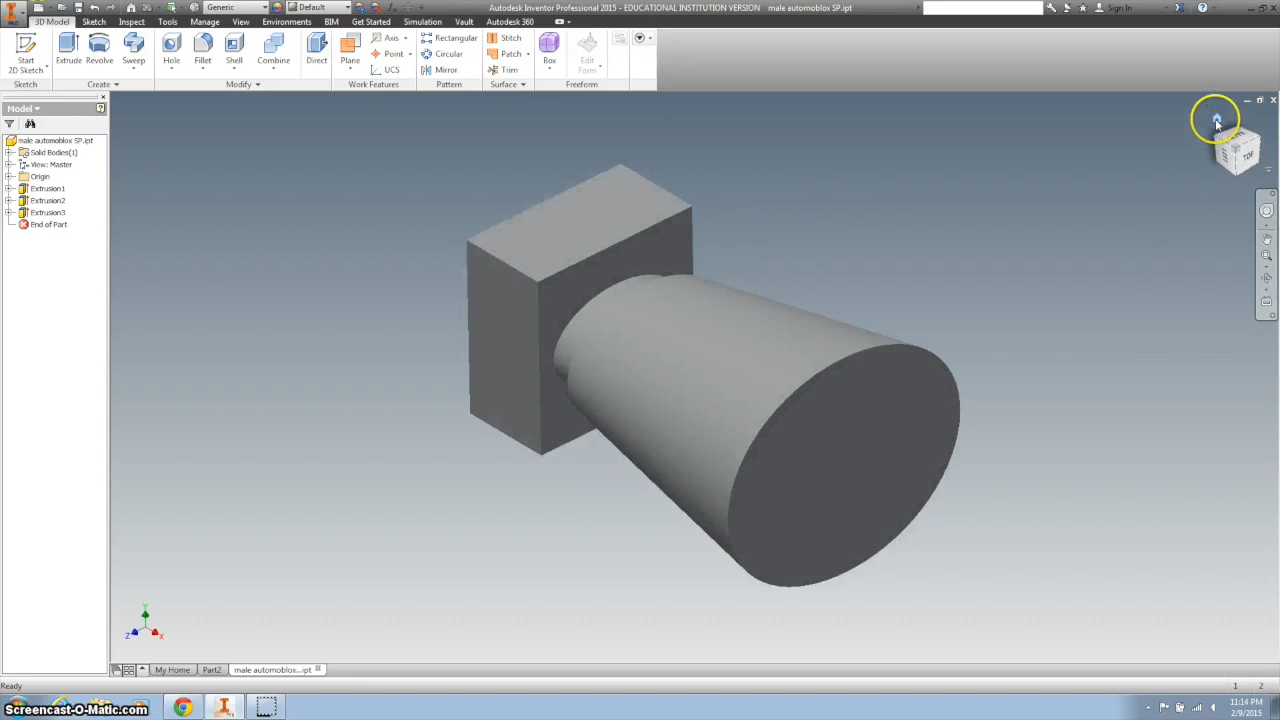 Autodesk Inventor Professional 2015 - EDUCATIONAL INSTITUTION VERSION male automoblox SP.ipt
Generic
Default
Sign In
PRO
3D Model Sketch Inspect Tools Manage View Environments BIM Get Started Simulation Vault Autodesk 360
Start
2D Sketch
Extrude
Revolve
Sweep
Hole
Fillet
Shell
Combine
Direct
Plane
Axis
Point
UCS
Rectangular
Circular
Mirror
Stitch
Patch
Trim
Box
Edit
Form
Sketch
Create
Modify
Work Features
Pattern
Surface
Freeform
Model
male automoblox SP.ipt
Solid Bodies(1)
View: Master
Origin
Extrusion1
Extrusion2
Extrusion3
End of Part
TOP
Y
Z
X
My Home
Part2
male automoblox...ipt
Ready
1 2
Screencast-O-Matic.com
11:14 PM
2/9/2015